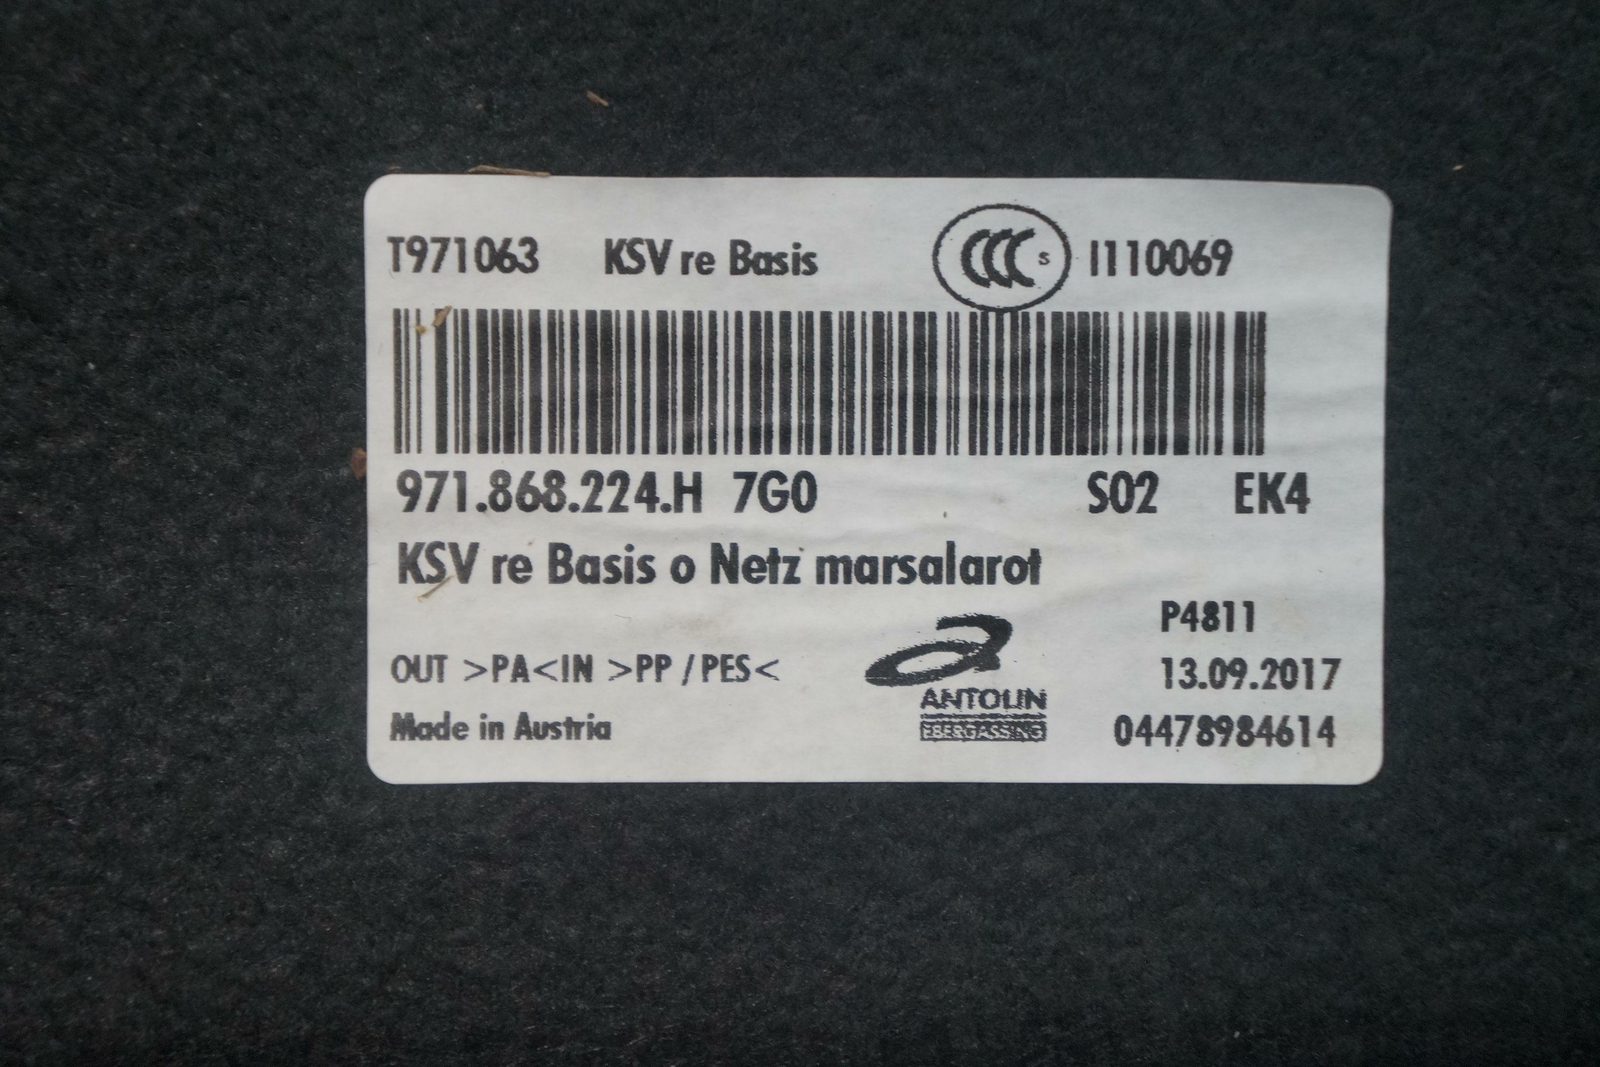 T971063 KSV re Basis CCC S I110069
971.868.224.H 7G0 S02 EK4
KSV re Basis o Netz marsalarot
P4811
OUT >PA<IN >PP / PES< 13.09.2017
ANTOLIN
EBERGASSING
Made in Austria 04478984614